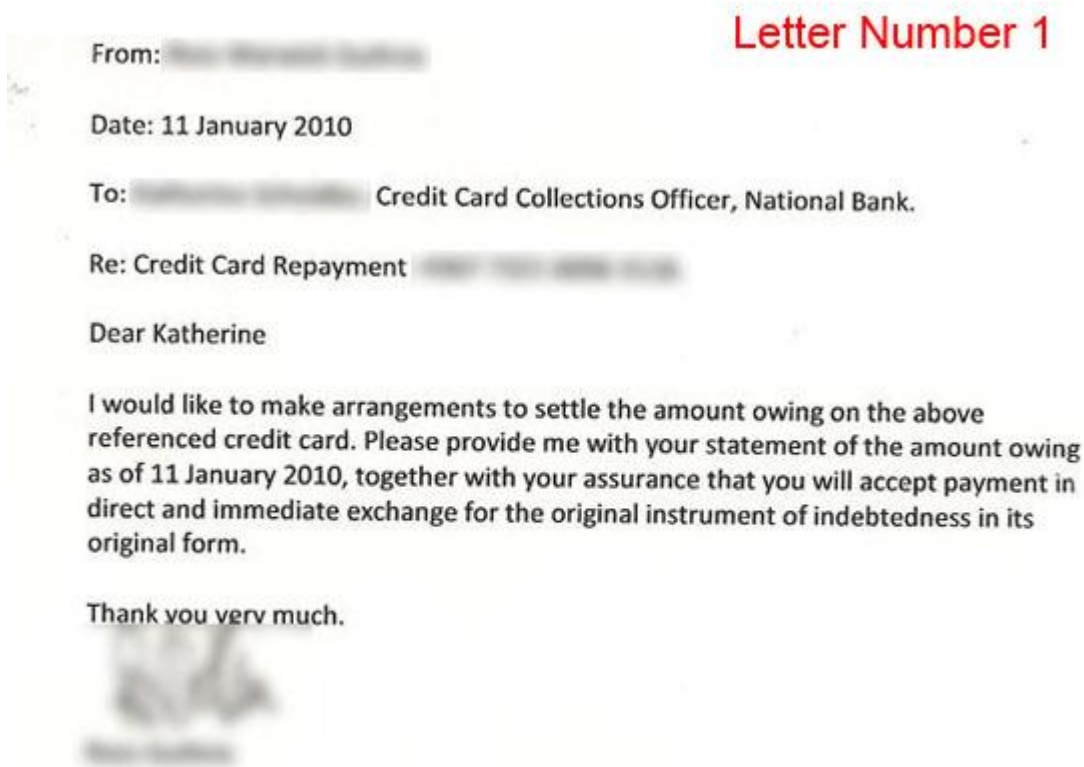 Letter Number 1
From:
Date: 11 January 2010
To: Credit Card Collections Officer, National Bank.
Re: Credit Card Repayment
Dear Katherine
I would like to make arrangements to settle the amount owing on the above
referenced credit card. Please provide me with your statement of the amount owing
as of 11 January 2010, together with your assurance that you will accept payment in
direct and immediate exchange for the original instrument of indebtedness in its
original form.
Thank you very much.